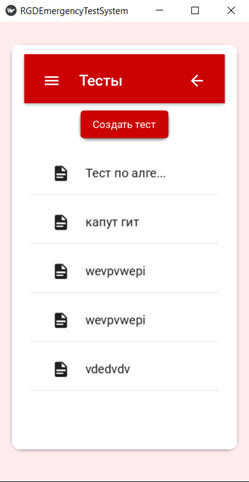 RGDEmergencyTestSystem
Тесты
Создать тест
Тест по алге...
капут гит
wevpvwepi
wevpvwepi
vdedvdv